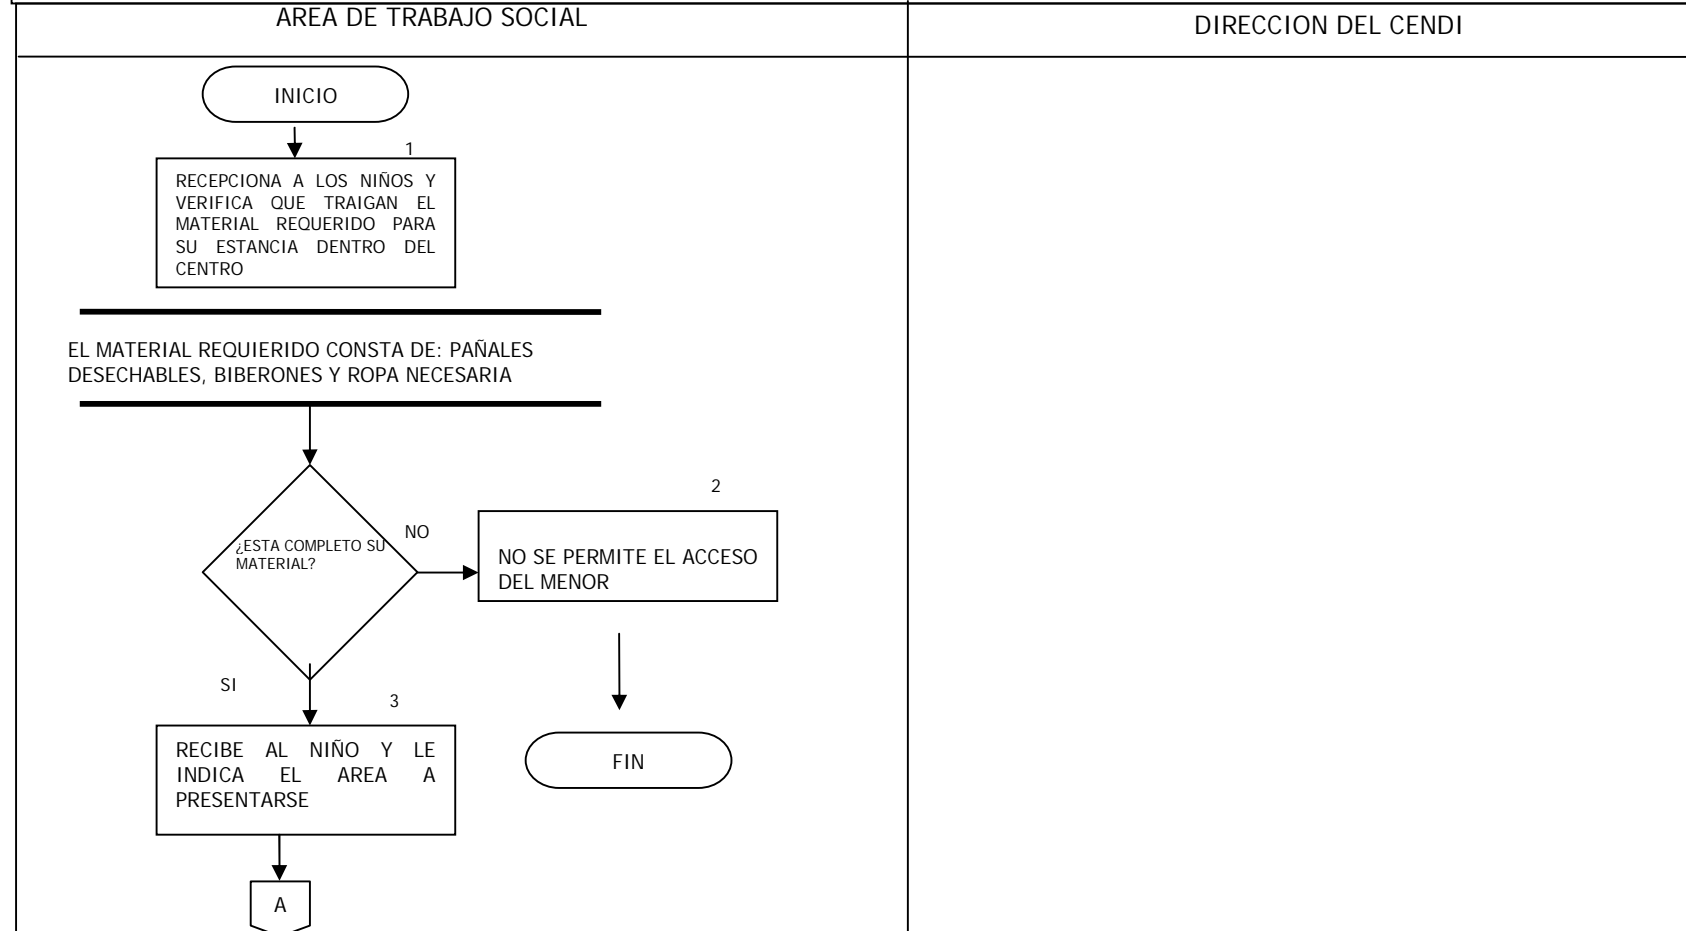 AREA DE TRABAJO SOCIAL
DIRECCION DEL CENDI
INICIO
1
RECEPCIONA A LOS NIÑOS Y
VERIFICA QUE TRAIGAN EL
MATERIAL REQUERIDO PARA
SU ESTANCIA DENTRO DEL
CENTRO
EL MATERIAL REQUIERIDO CONSTA DE: PAÑALES
DESECHABLES, BIBERONES Y ROPA NECESARIA
2
NO
¿ESTA COMPLETO SU
MATERIAL?
NO SE PERMITE EL ACCESO
DEL MENOR
SI
3
RECIBE AL NIÑO Y LE
INDICA EL AREA A
PRESENTARSE
FIN
A